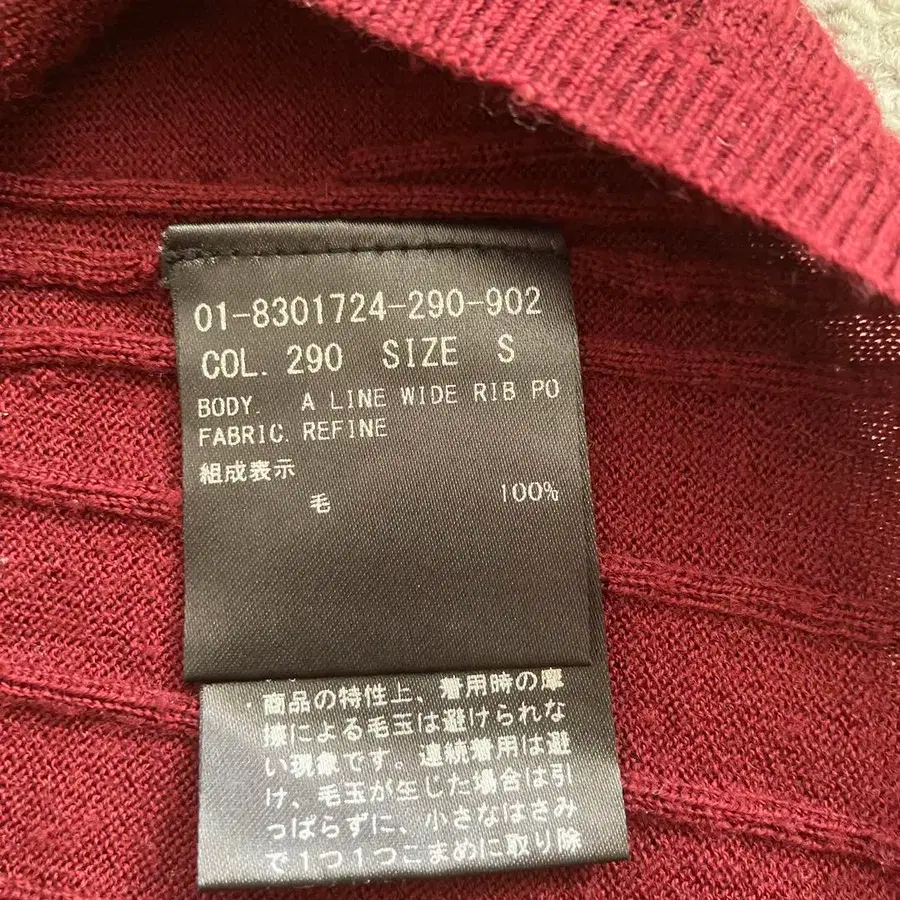 01-8301724-290-902
COL. 290 SIZE S
BODY. A LINE WIDE RIB PO
FABRIC. REFINE
組成表示
毛 100%
・商品の特性上、着用時の摩
擦による毛玉は避けられな
い現象です。連続着用は避
け、毛玉が生じた場合は引
っぱらずに、小さなはさみ
で１つ１つこまめに取り除